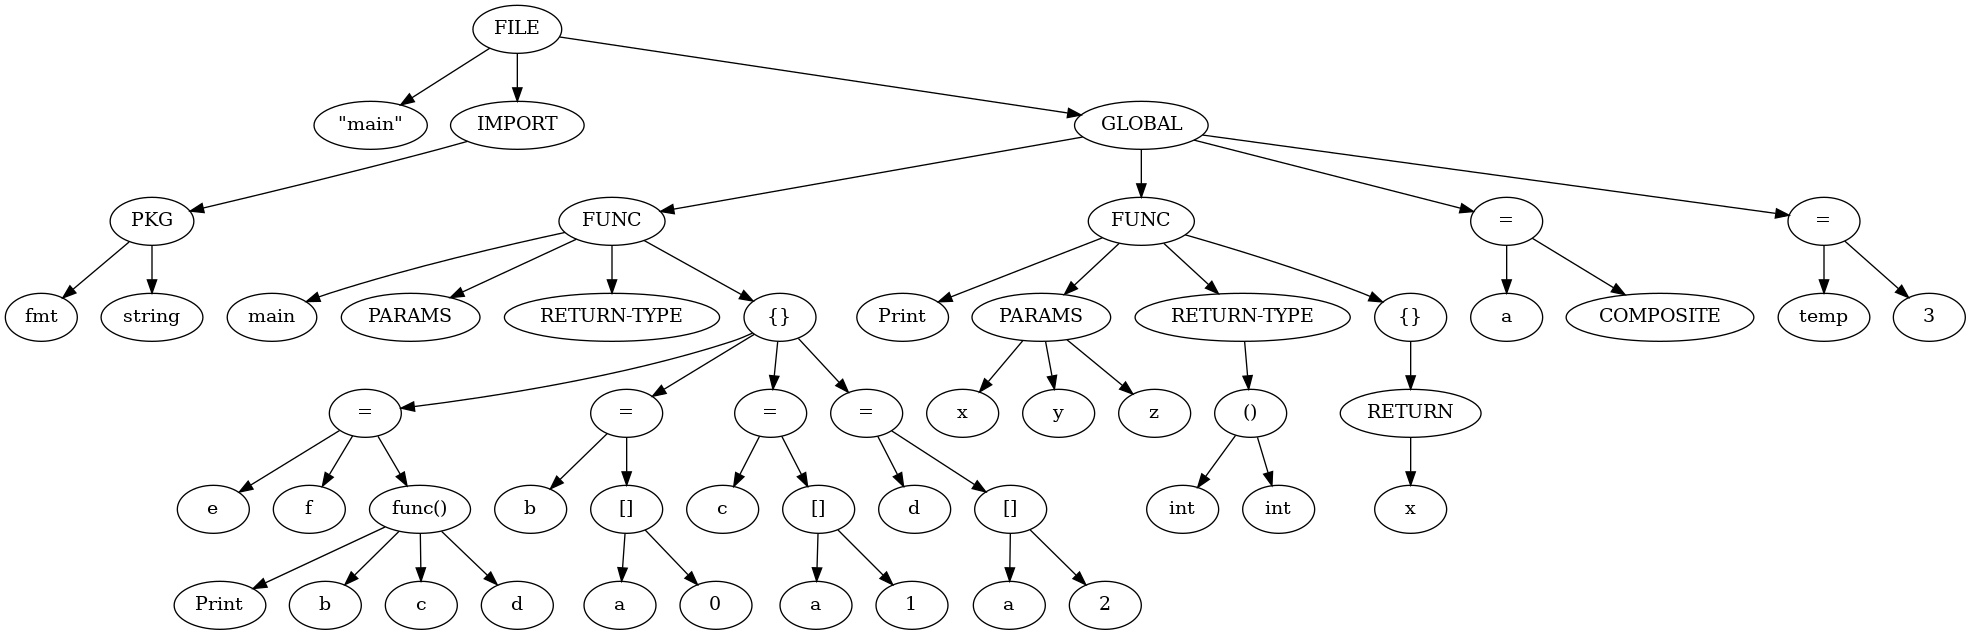 FILE
"main"
IMPORT
GLOBAL
PKG
FUNC
FUNC
=
=
fmt
string
main
PARAMS
RETURN-TYPE
{}
Print
PARAMS
RETURN-TYPE
{}
a
COMPOSITE
temp
3
=
=
=
=
x
y
z
()
RETURN
e
f
func()
b
[]
c
[]
d
[]
int
int
x
Print
b
c
d
a
0
a
1
a
2